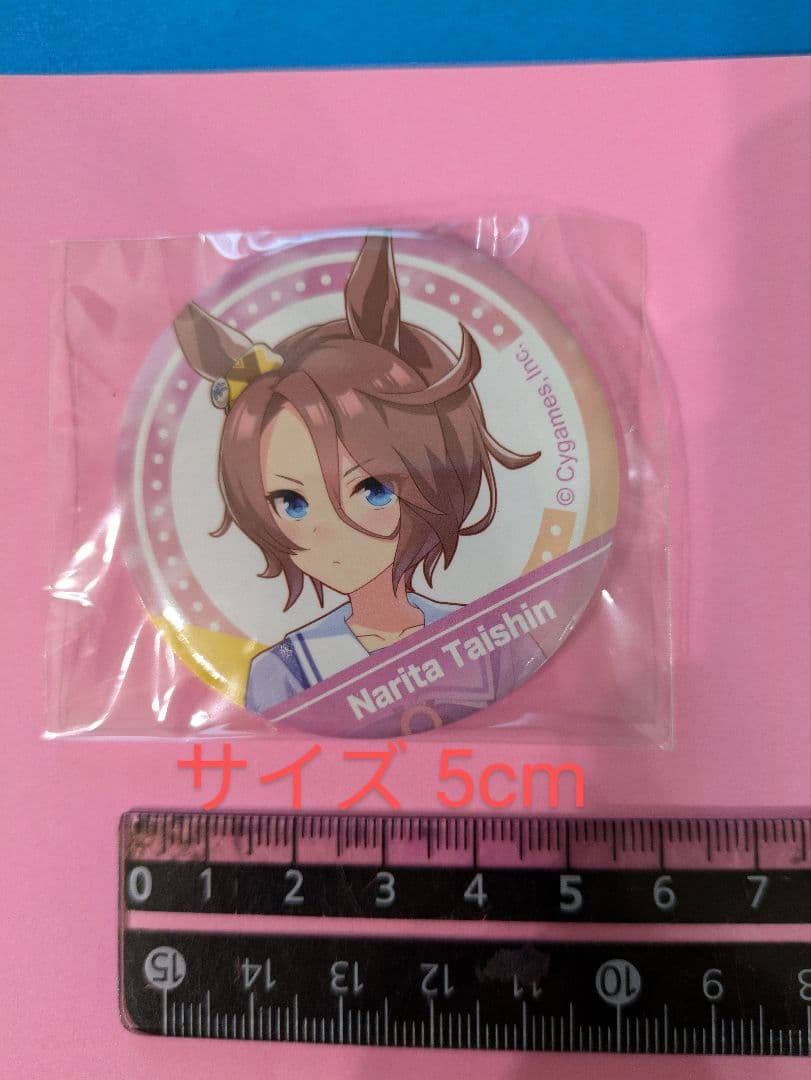 © Cygames, Inc.
Narita Taishin
サイズ 5cm
0 1 2 3 4 5 6 7
15 14 13 12 11 10 9 8